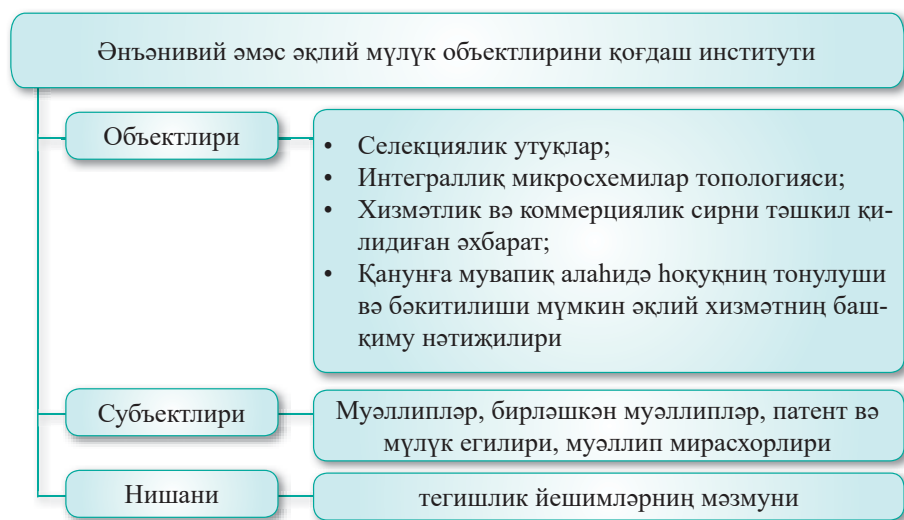 Әнъәнивий әмәс әқлий мүлүк объектлирини қоғдаш институти
Объектлири
• Селекциялик утуқлар;
• Интеграллиқ микросхемилар топологияси;
• Хизмәтлик вә коммерциялик сирни тәшкил қи-
лидиған әхбарат;
• Қанунға мувапиқ алаһидә һоқуқниң тонулуши
вә бәкитилиши мүмкин әқлий хизмәтниң баш-
қиму нәтиҗилири
Субъектлири
Муәллипләр, бирләшкән муәллипләр, патент вә
мүлүк егилири, муәллип мирасхорлири
Нишани
тегишлик йешимләрниң мәзмуни